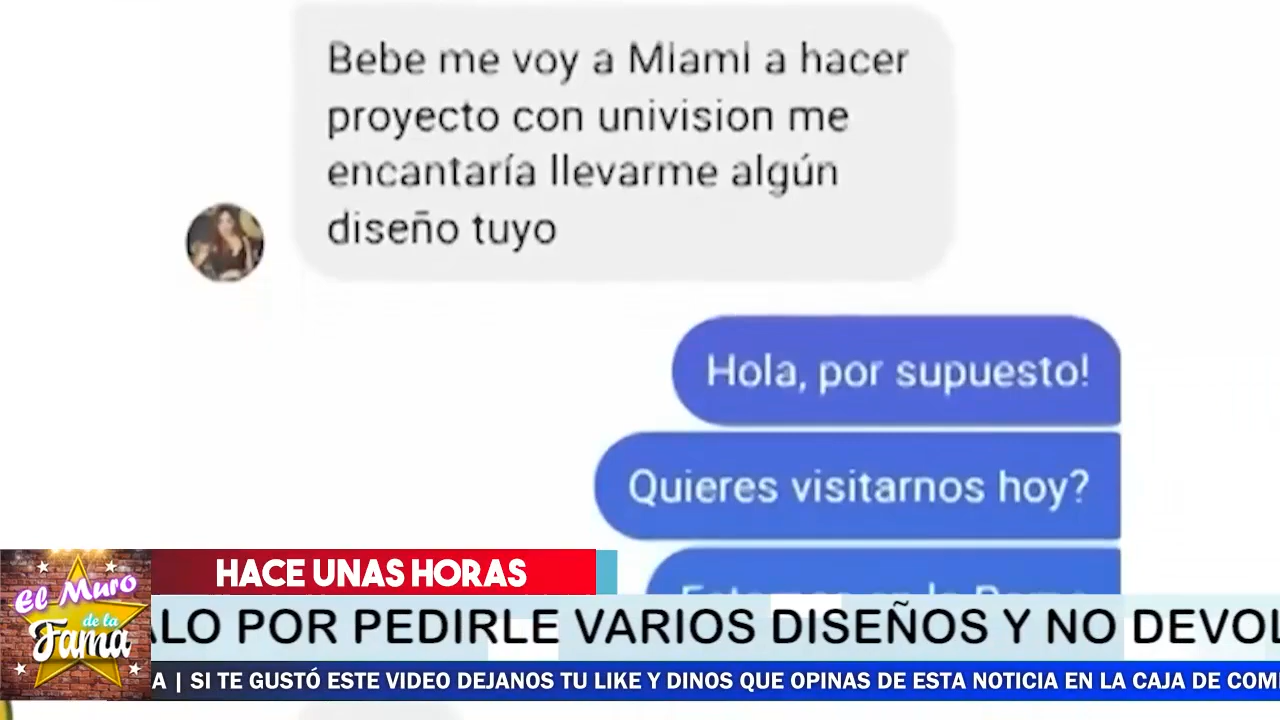 Bebe me voy a Miami a hacer
proyecto con univision me
encantaría llevarme algún
diseño tuyo
Hola, por supuesto!
Quieres visitarnos hoy?
HACE UNAS HORAS
El Muro
de la
Fama
ALO POR PEDIRLE VARIOS DISEÑOS Y NO DEVOL
A | SI TE GUSTÓ ESTE VIDEO DEJANOS TU LIKE Y DINOS QUE OPINAS DE ESTA NOTICIA EN LA CAJA DE COM